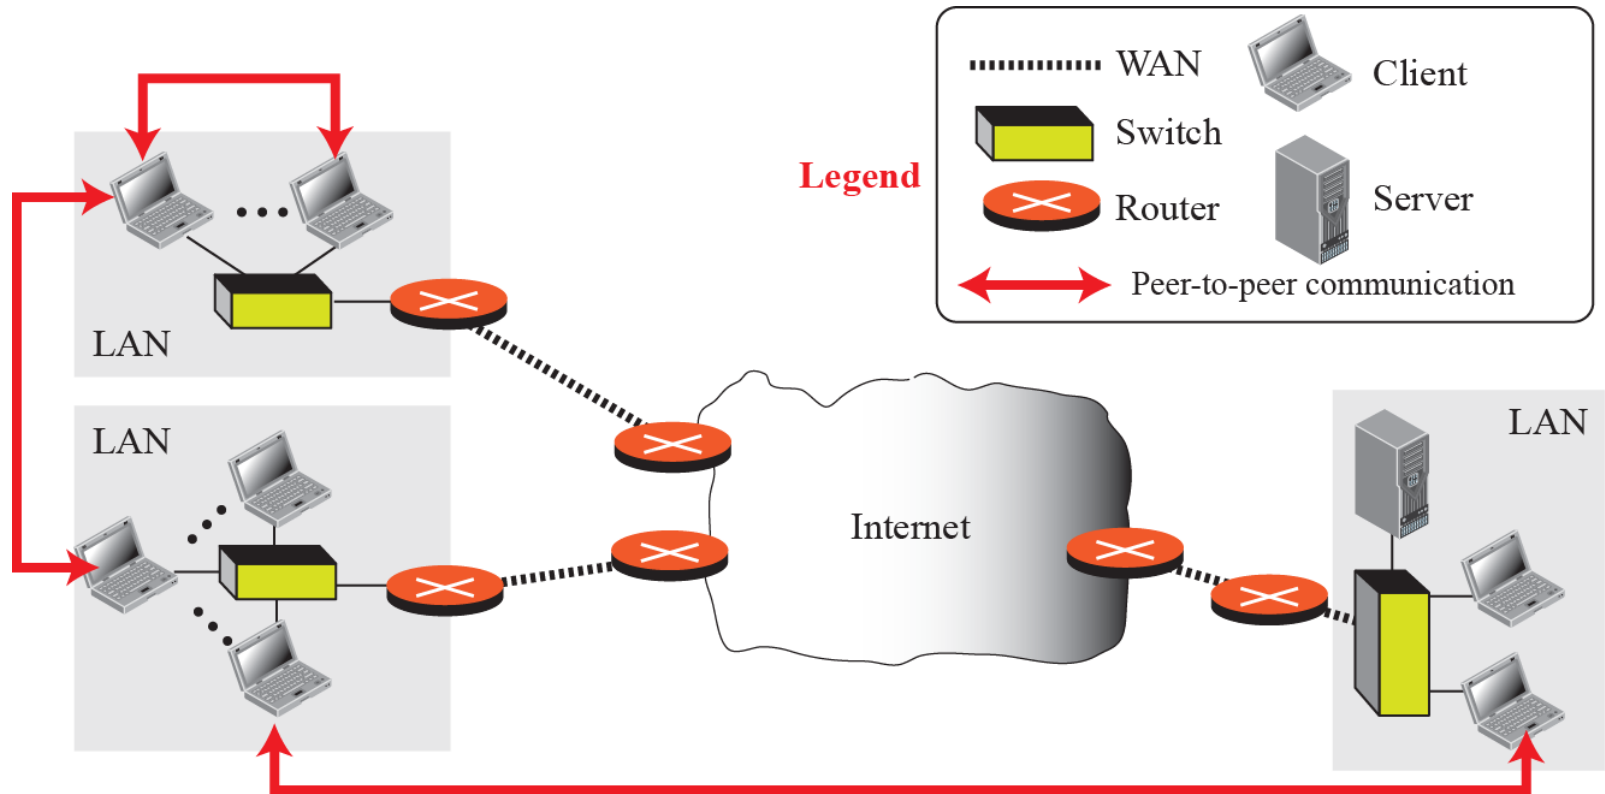 WAN
Client
Switch
Legend
Router
Server
Peer-to-peer communication
LAN
LAN
LAN
Internet